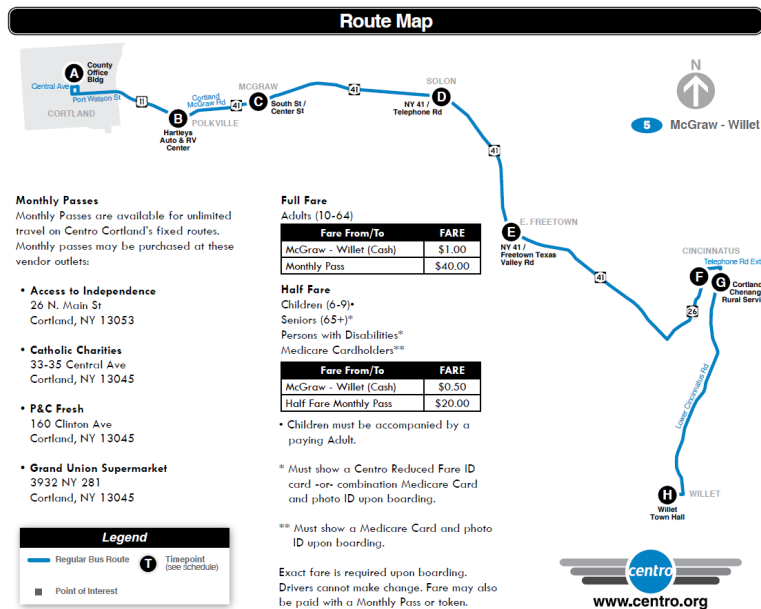 Route Map
N
5 McGraw - Willet
A
County
Office
Bldg
Central Ave
Port Watson St
11
CORTLAND
B
POLKVILLE
Hartleys
Auto & RV
Center
Cortland
McGraw Rd
41
MCGRAW
C
South St /
Center St
41
SOLON
D
NY 41 /
Telephone Rd
41
E
E. FREETOWN
NY 41 /
Freetown Texas
Valley Rd
41
CINCINNATUS
Telephone Rd Ext
F
G
26
Lower Cincinnatus Rd
H
WILLET
Willet
Town Hall
Monthly Passes
Monthly Passes are available for unlimited
travel on Centro Cortland's fixed routes.
Monthly passes may be purchased at these
vendor outlets:
• Access to Independence
26 N. Main St
Cortland, NY 13053
• Catholic Charities
33-35 Central Ave
Cortland, NY 13045
• P&C Fresh
160 Clinton Ave
Cortland, NY 13045
• Grand Union Supermarket
3932 NY 281
Cortland, NY 13045
Full Fare
Adults (10-64)
Fare From/To FARE
McGraw - Willet (Cash) $1.00
Monthly Pass $40.00
Half Fare
Children (6-9)•
Seniors (65+)*
Persons with Disabilities*
Medicare Cardholders**
Fare From/To FARE
McGraw - Willet (Cash) $0.50
Half Fare Monthly Pass $20.00
• Children must be accompanied by a
paying Adult.
* Must show a Centro Reduced Fare ID
card -or- combination Medicare Card
and photo ID upon boarding.
** Must show a Medicare Card and photo
ID upon boarding.
Exact fare is required upon boarding.
Drivers cannot make change. Fare may also
be paid with a Monthly Pass or token.
Legend
Regular Bus Route
T
Timepoint
(see schedule)
Point of Interest
centro
www.centro.org